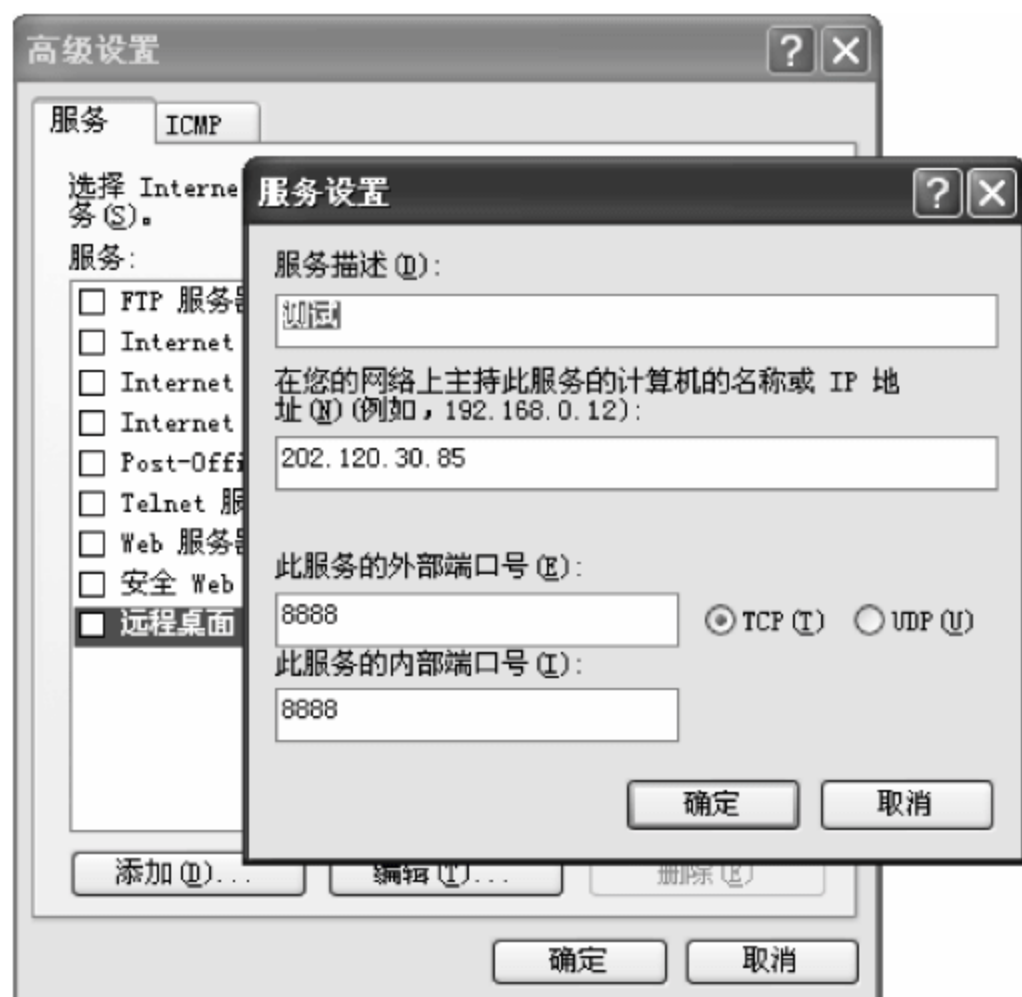 高级设置
服务
ICMP
选择 Interne
务(S)。
服务:
FTP 服务器
Internet
Internet
Internet
Post-Offi
Telnet 服
Web 服务器
安全 Web
远程桌面
添加(D)...
编辑(T)...
删除(E)
确定
取消
服务设置
服务描述(D):
测试
在您的网络上主持此服务的计算机的名称或 IP 地
址(N)(例如，192.168.0.12):
202.120.30.85
此服务的外部端口号(E):
8888
TCP(T)
UDP(U)
此服务的内部端口号(I):
8888
确定
取消